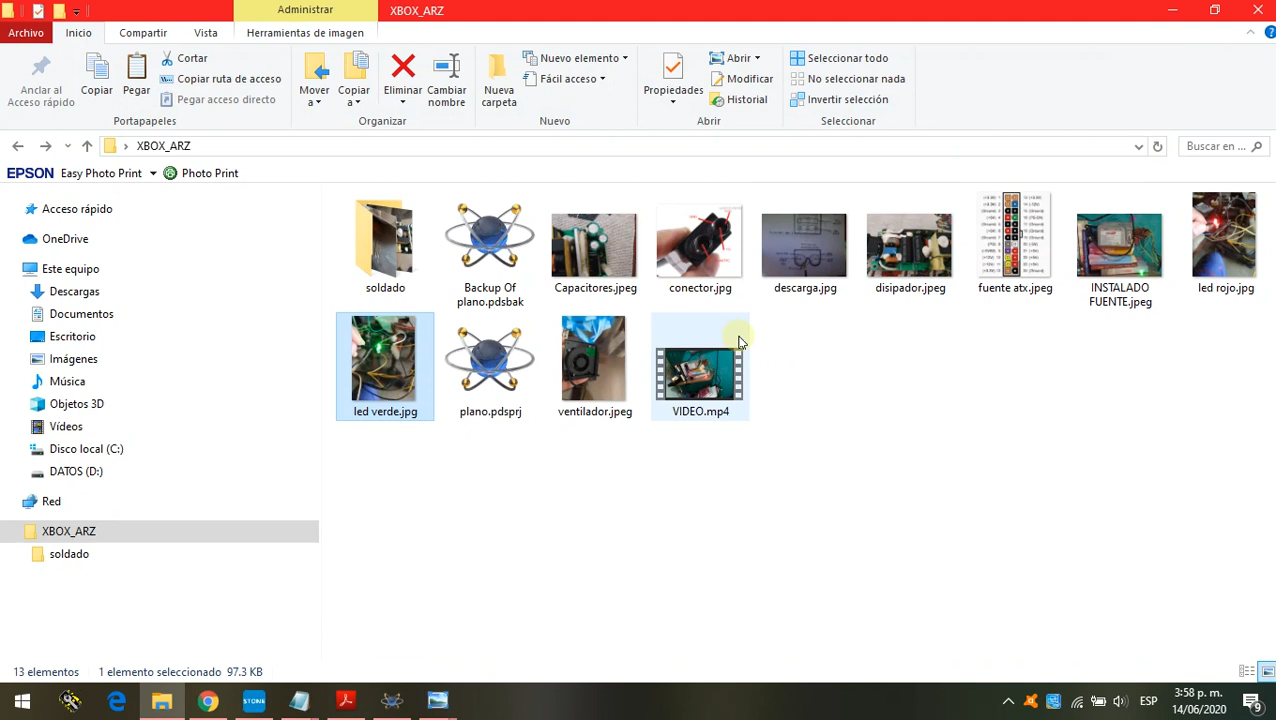 Administrar XBOX_ARZ
Archivo Inicio Compartir Vista Herramientas de imagen
Anclar al Acceso rápido
Copiar
Pegar
Cortar
Copiar ruta de acceso
Pegar acceso directo
Portapapeles
Mover a
Copiar a
Eliminar
Cambiar nombre
Organizar
Nueva carpeta
Nuevo elemento
Fácil acceso
Nuevo
Propiedades
Abrir
Modificar
Historial
Abrir
Seleccionar todo
No seleccionar nada
Invertir selección
Seleccionar
XBOX_ARZ
Buscar en ...
EPSON Easy Photo Print Photo Print
Acceso rápido
OneDrive
Este equipo
Descargas
Documentos
Escritorio
Imágenes
Música
Objetos 3D
Vídeos
Disco local (C:)
DATOS (D:)
Red
XBOX_ARZ
soldado
soldado
Backup Of
plano.pdsbak
Capacitores.jpeg
conector.jpg
descarga.jpg
disipador.jpeg
fuente atx.jpeg
INSTALADO
FUENTE.jpeg
led rojo.jpg
led verde.jpg
plano.pdsprj
ventilador.jpeg
VIDEO.mp4
13 elementos 1 elemento seleccionado 97.3 KB
STONE
ESP
3:58 p. m.
14/06/2020
9